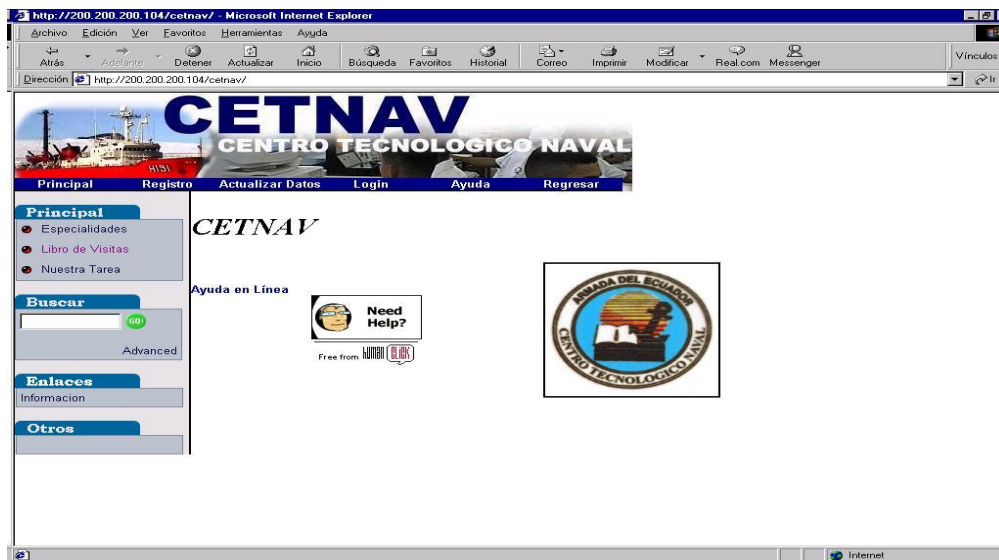 http://200.200.200.104/cetnav/ - Microsoft Internet Explorer
Archivo Edición Ver Favoritos Herramientas Ayuda
Atrás Adelante Detener Actualizar Inicio Búsqueda Favoritos Historial Correo Imprimir Modificar Real.com Messenger Vínculos
Dirección http://200.200.200.104/cetnav/ Ir
CETNAV
CENTRO TECNOLOGICO NAVAL
HI91
Principal Registro Actualizar Datos Login Ayuda Regresar
Principal
Especialidades
Libro de Visitas
Nuestra Tarea
Buscar
GO!
Advanced
Enlaces
Informacion
Otros
CETNAV
Ayuda en Línea
Need
Help?
Free from HUMAN CLICK
ARMADA DEL ECUADOR
CENTRO TECNOLOGICO NAVAL
Internet